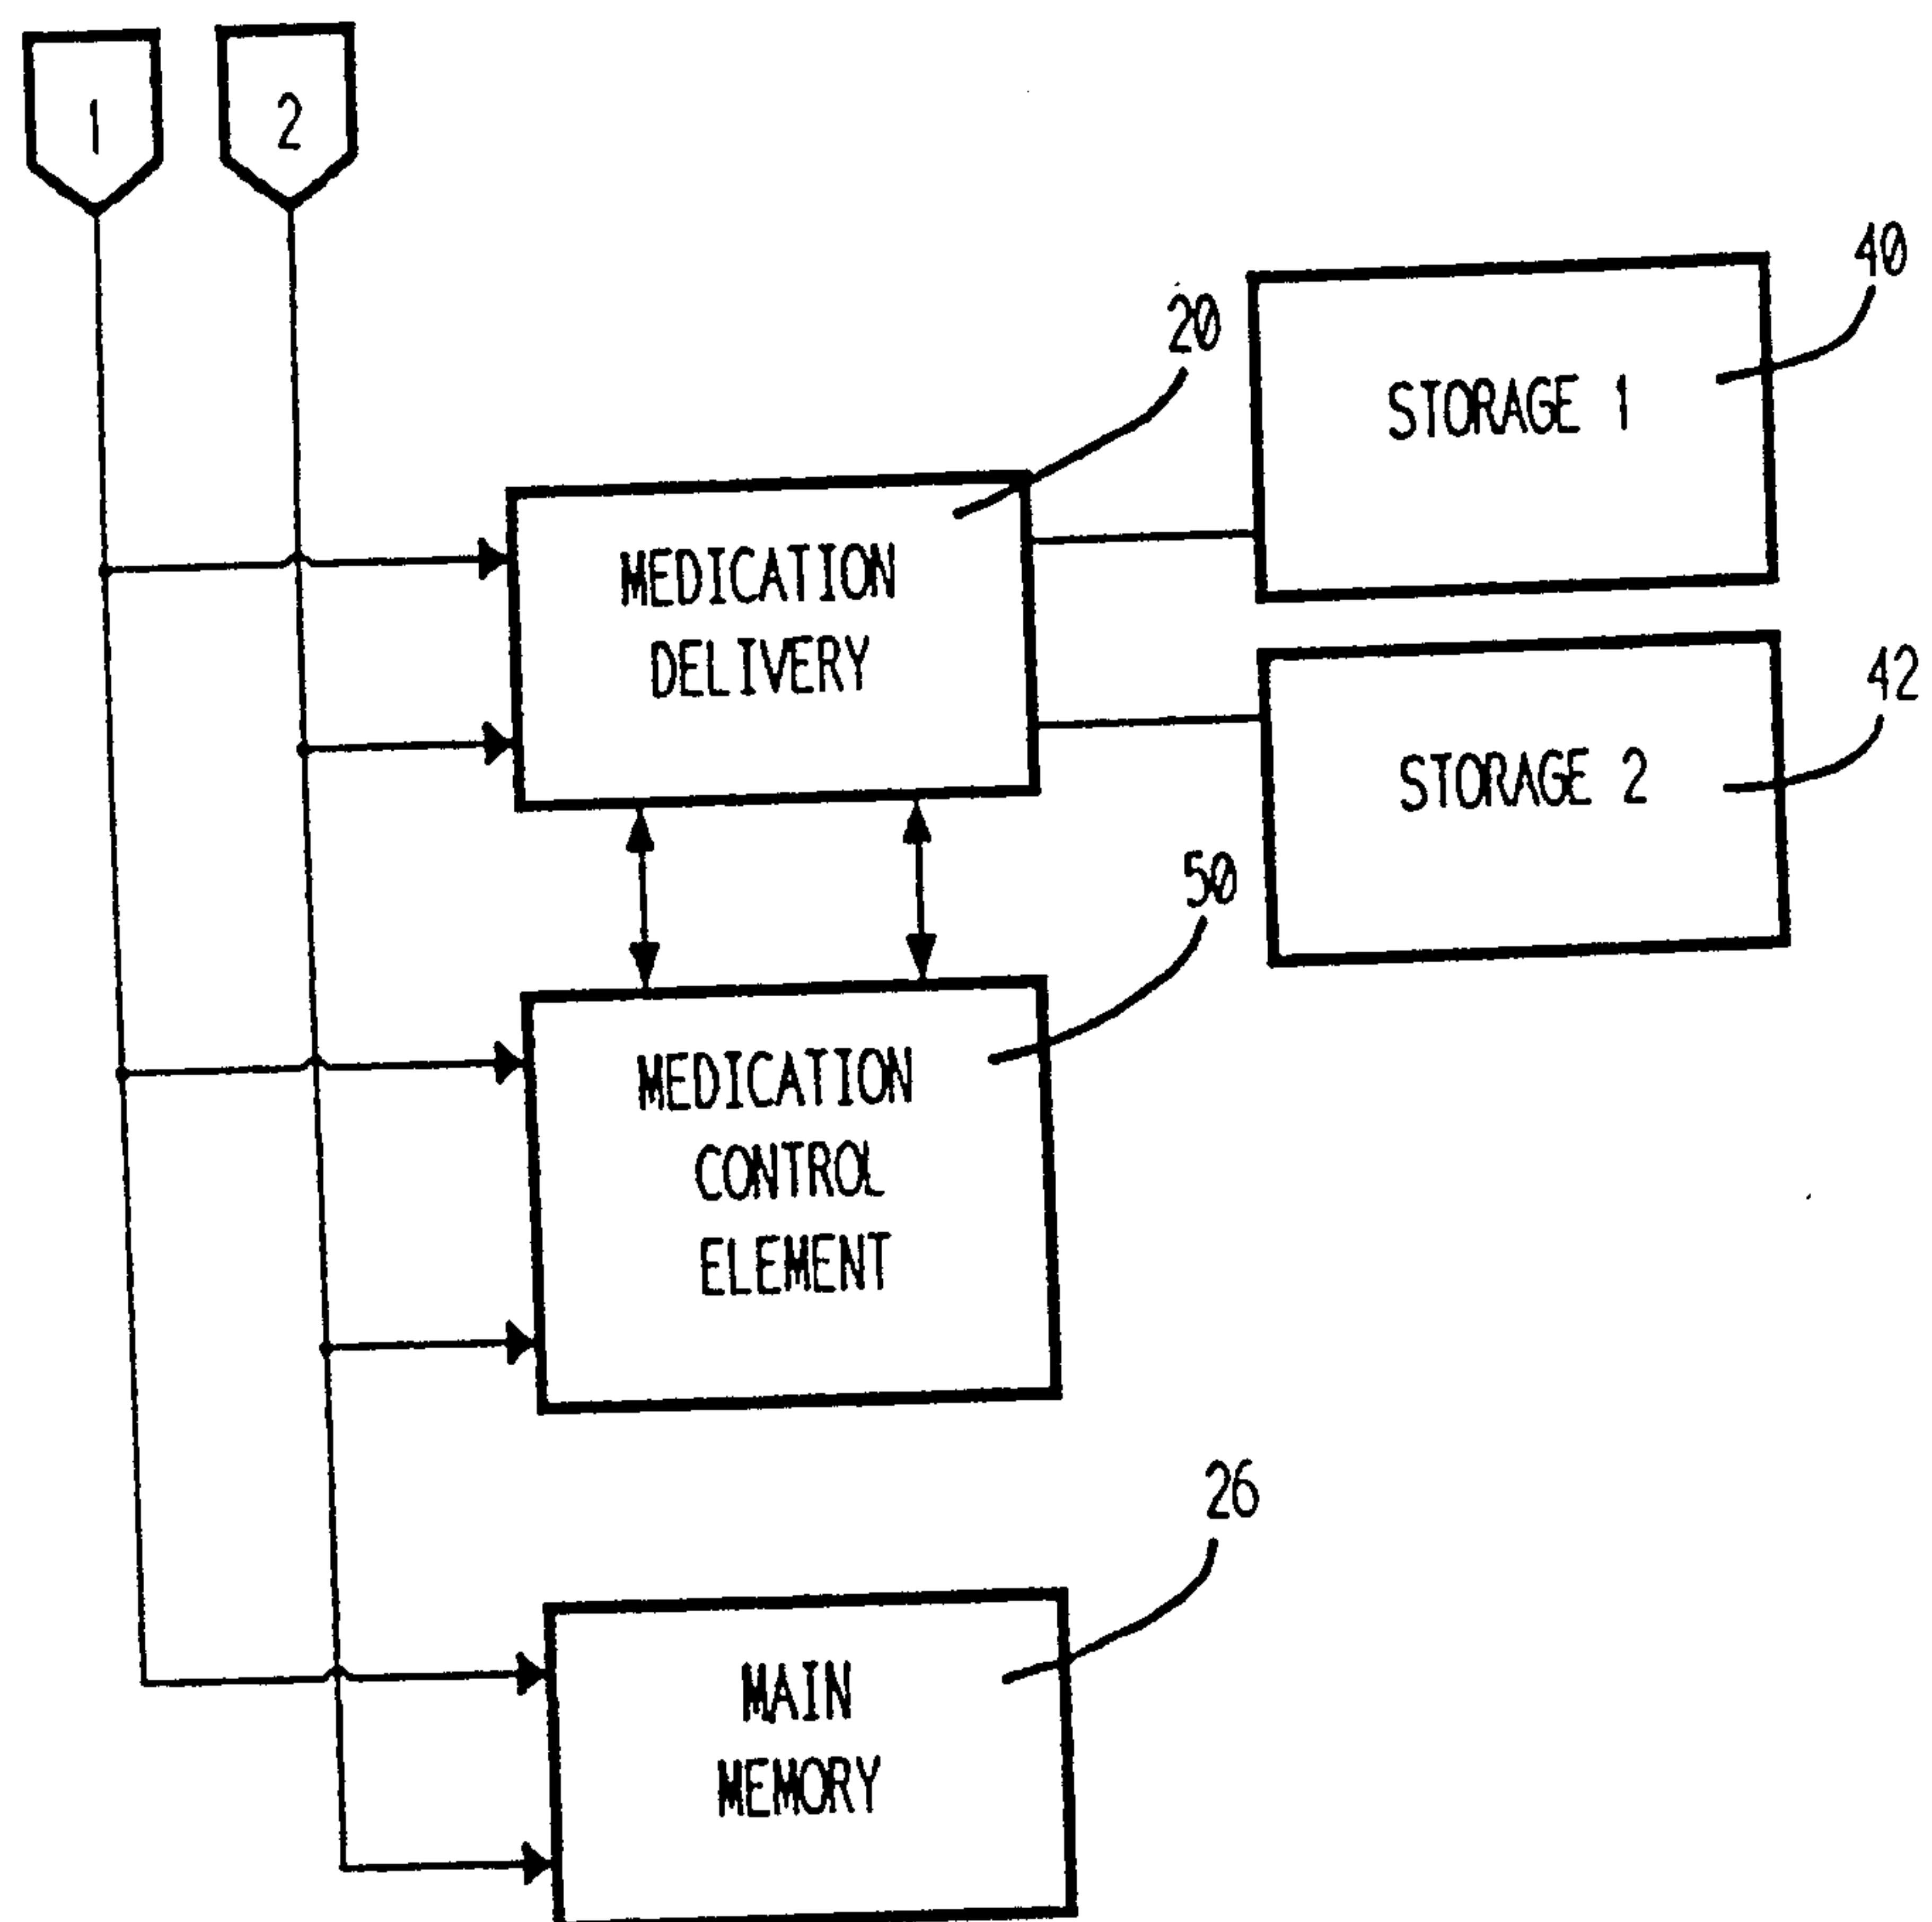 1
2
40
20
STORAGE 1
MEDICATION
DELIVERY
42
STORAGE 2
50
MEDICATION
CONTROL
ELEMENT
26
MAIN
MEMORY